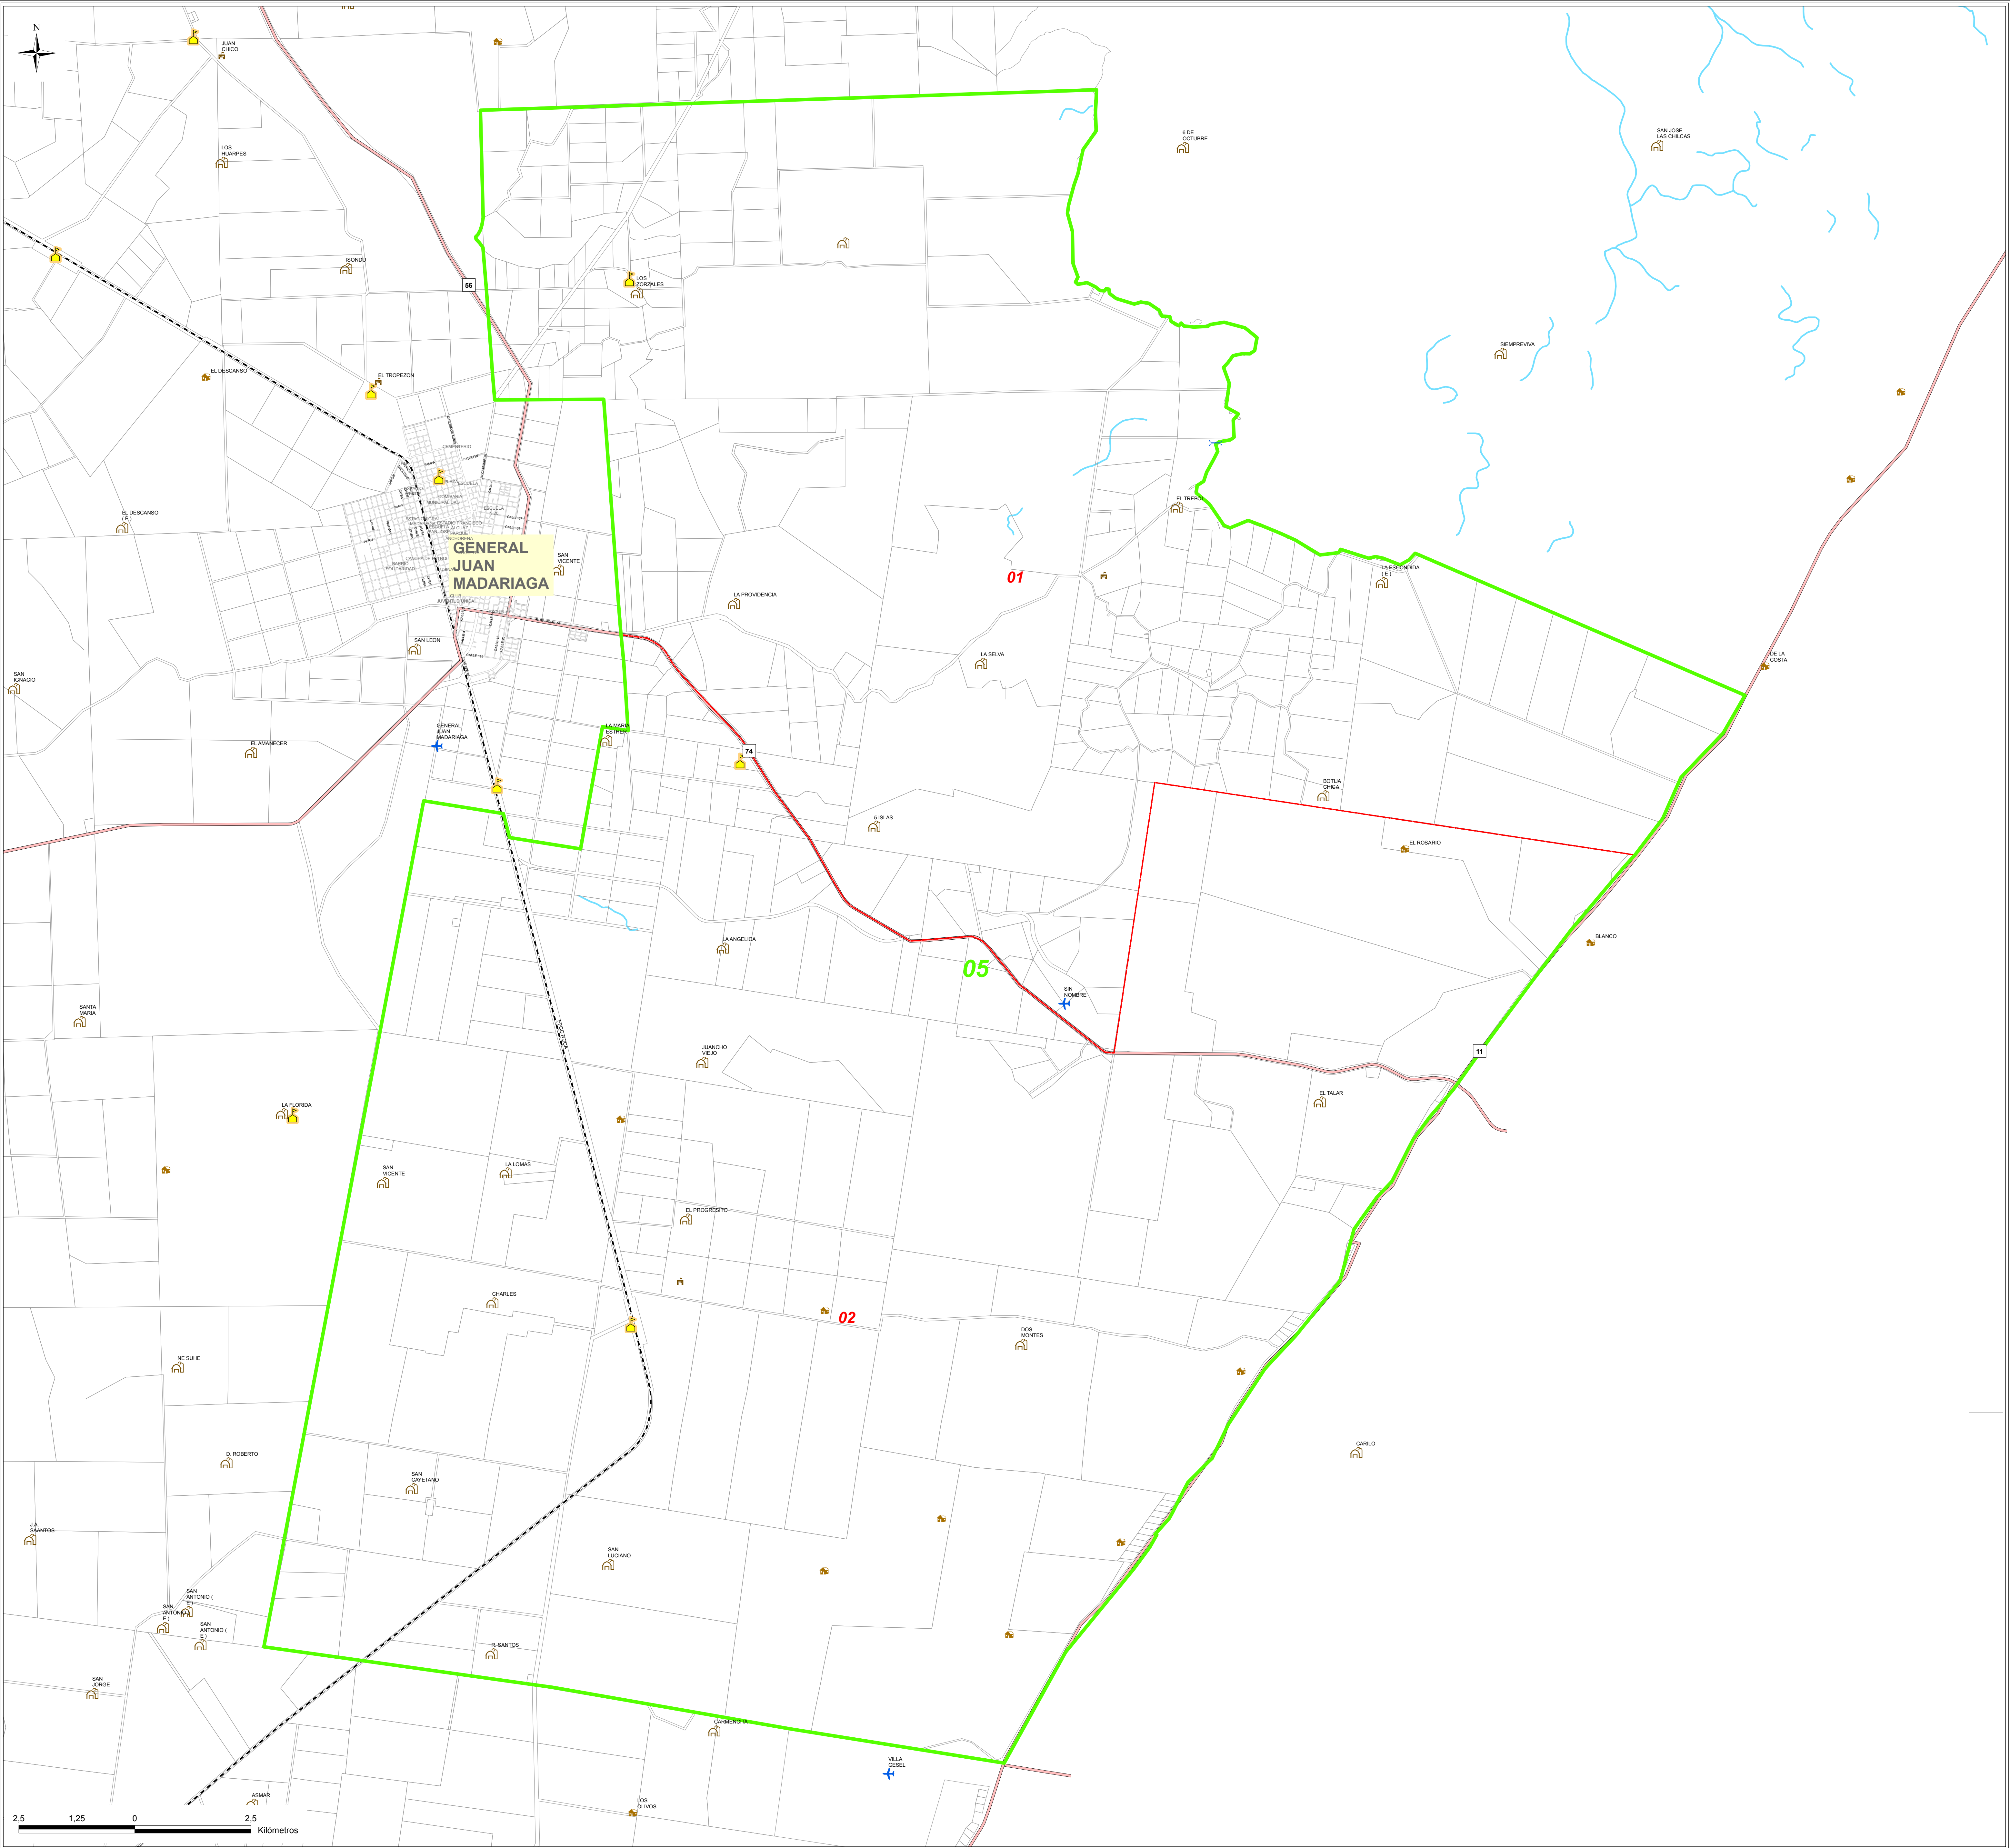 N
JUAN
CHICO
LOS
HUARPES
6 DE
OCTUBRE
SAN JOSE
LAS CHILCAS
ISONDU
56
LOS
ZORZALES
SIEMPREVIVA
EL DESCANSO
EL TROPEZON
CEMENTERIO
EL DESCANSO
( E )
EL TREBOL
GENERAL
JUAN
MADARIAGA
SAN
VICENTE
01
LA ESCONDIDA
( E )
LA PROVIDENCIA
SAN LEON
LA SELVA
DE LA
COSTA
SAN
IGNACIO
GENERAL
JUAN
MADARIAGA
LA MARIA
ESTHER
EL AMANECER
74
BOTIJA
CHICA
5 ISLAS
EL ROSARIO
LA ANGELICA
BLANCO
05
SIN
NOMBRE
SANTA
MARIA
JUANCHO
VIEJO
11
EL TALAR
LA FLORIDA
LA LOMAS
SAN
VICENTE
EL PROGRESITO
CHARLES
02
DOS
MONTES
NE SUHE
CARILO
D. ROBERTO
SAN
CAYETANO
J.A.
SAANTOS
SAN
LUCIANO
SAN
ANTONIO (
E )
SAN
ANTONIO (
E )
SAN
ANTONIO (
E )
R. SANTOS
SAN
JORGE
CARMENCITA
VILLA
GESEL
ASMAR
LOS
OLIVOS
2,5 1,25 0 2,5
Kilómetros